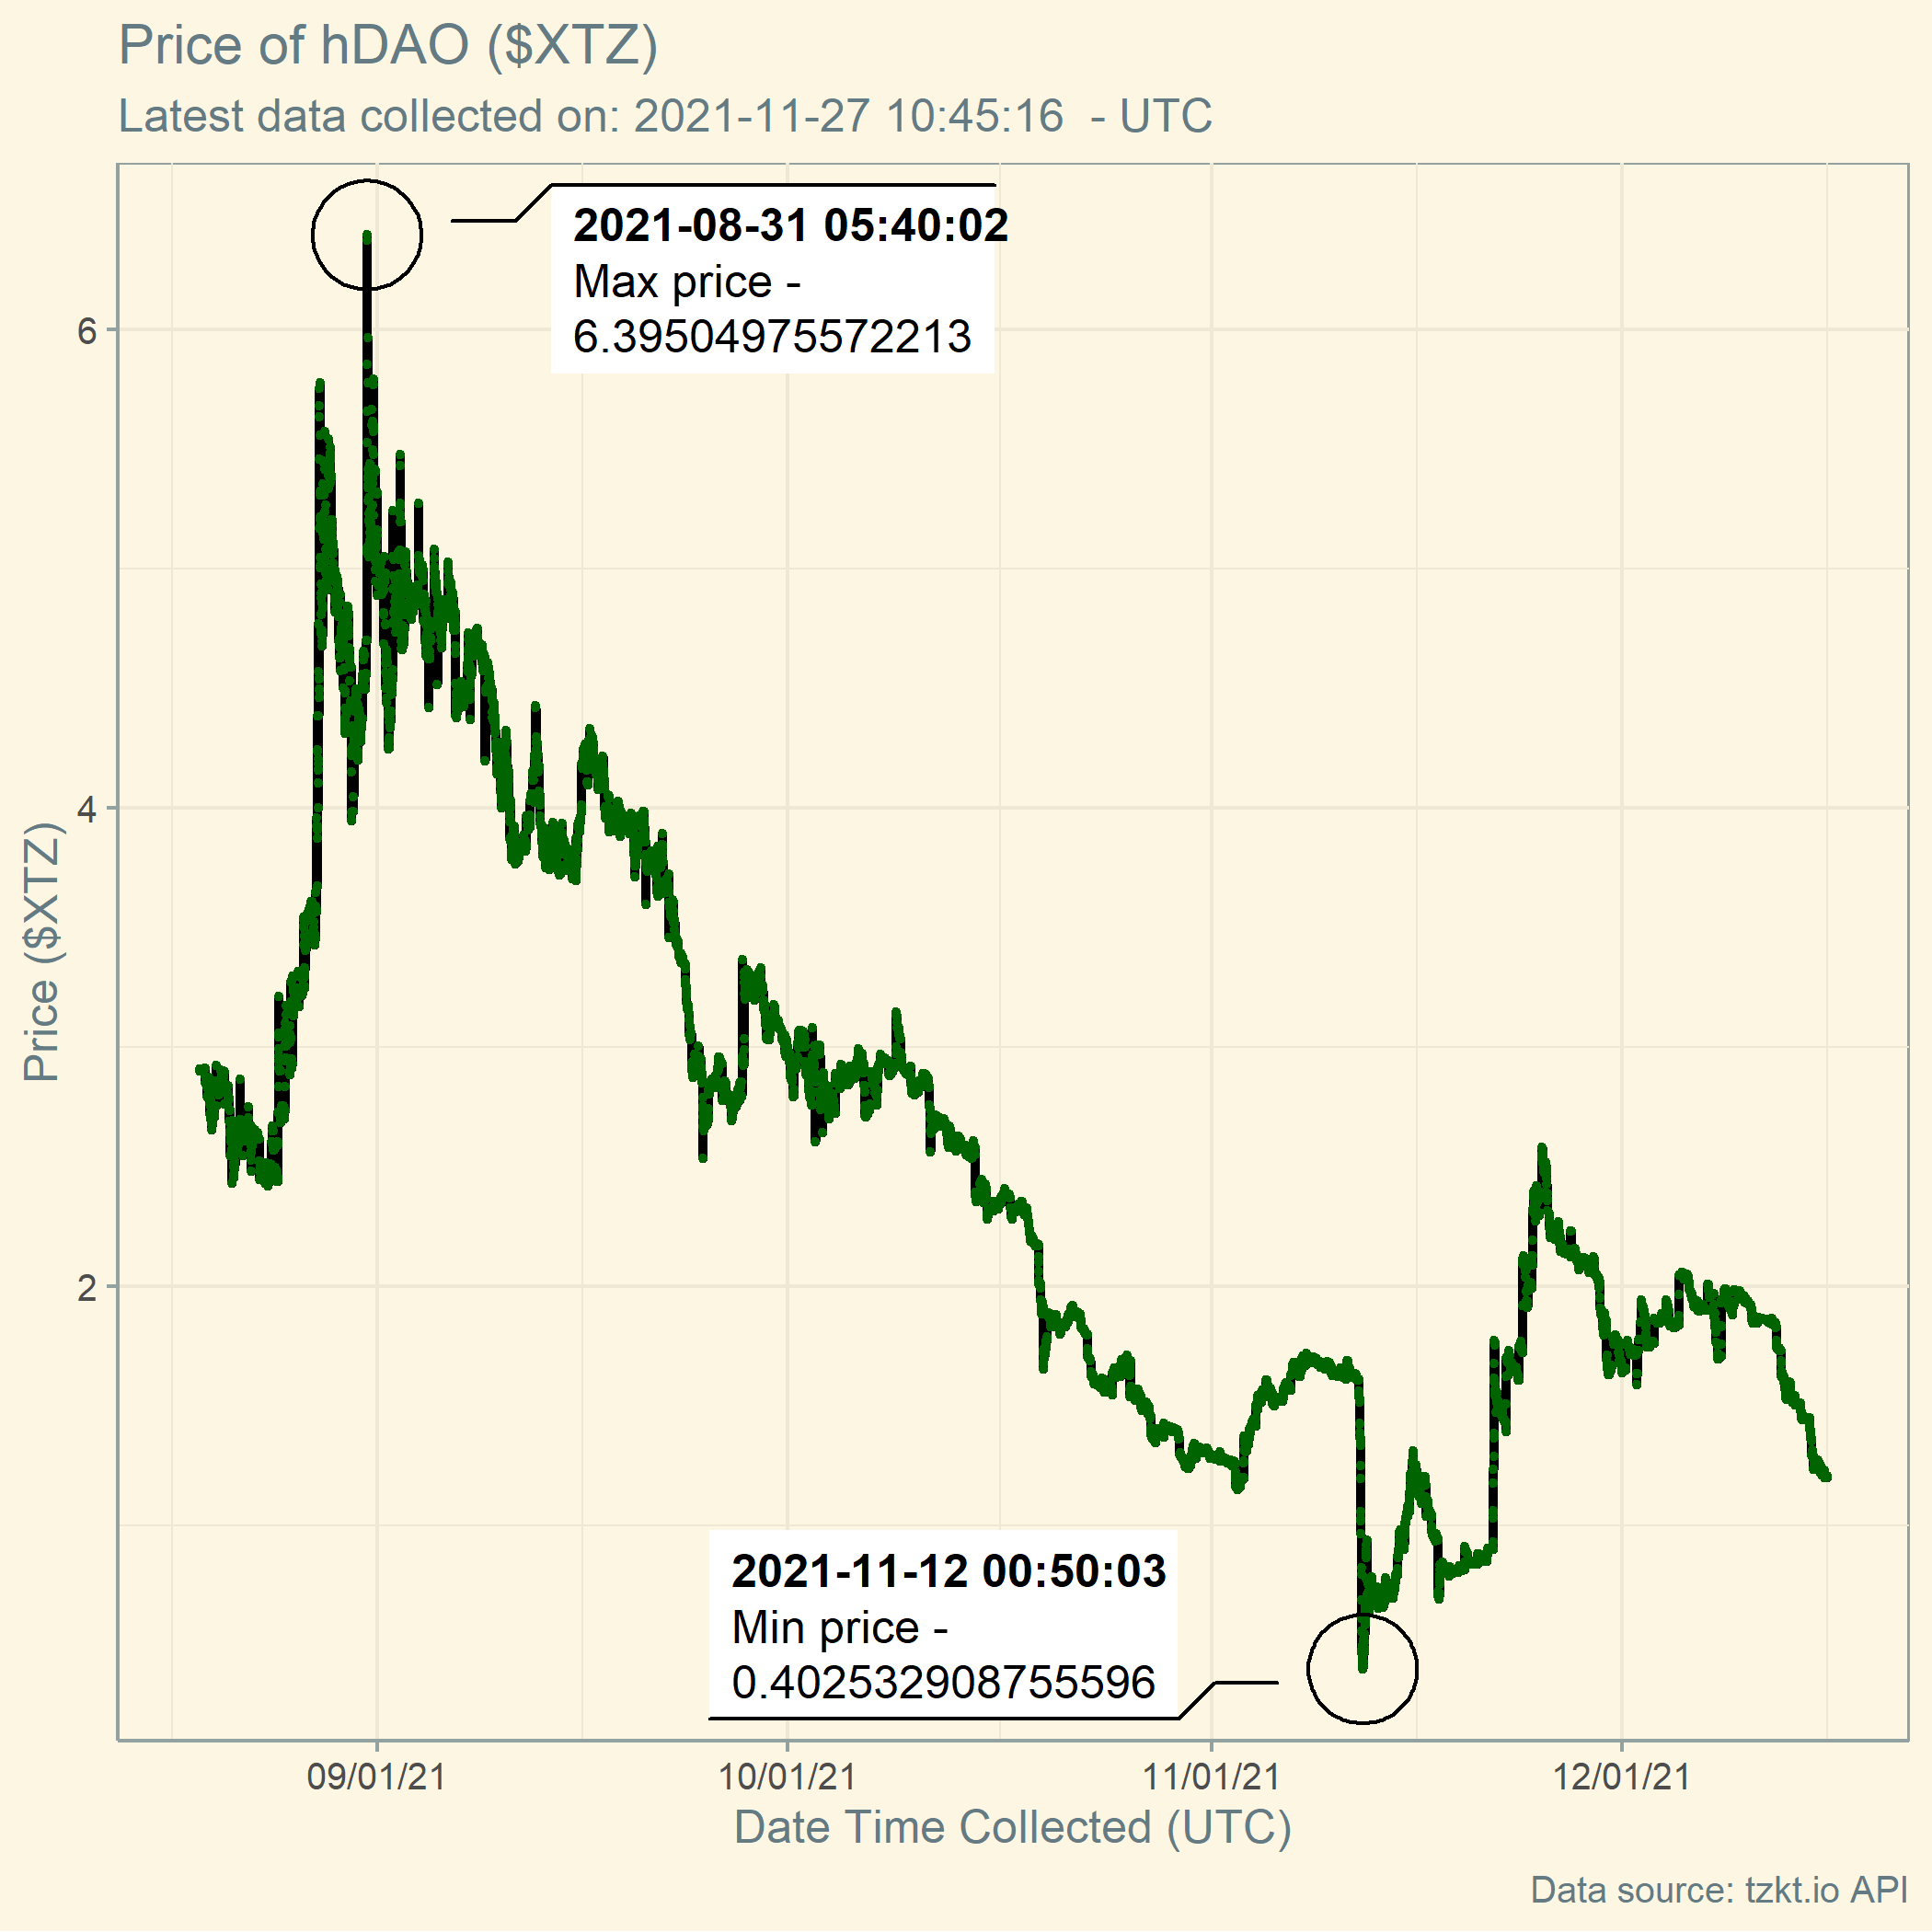 Price of hDAO ($XTZ)
Latest data collected on: 2021-11-27 10:45:16  - UTC
2021-08-31 05:40:02
Max price -
6.39504975572213
6
4
2
Price ($XTZ)
2021-11-12 00:50:03
Min price -
0.402532908755596
09/01/21
10/01/21
11/01/21
12/01/21
Date Time Collected (UTC)
Data source: tzkt.io API